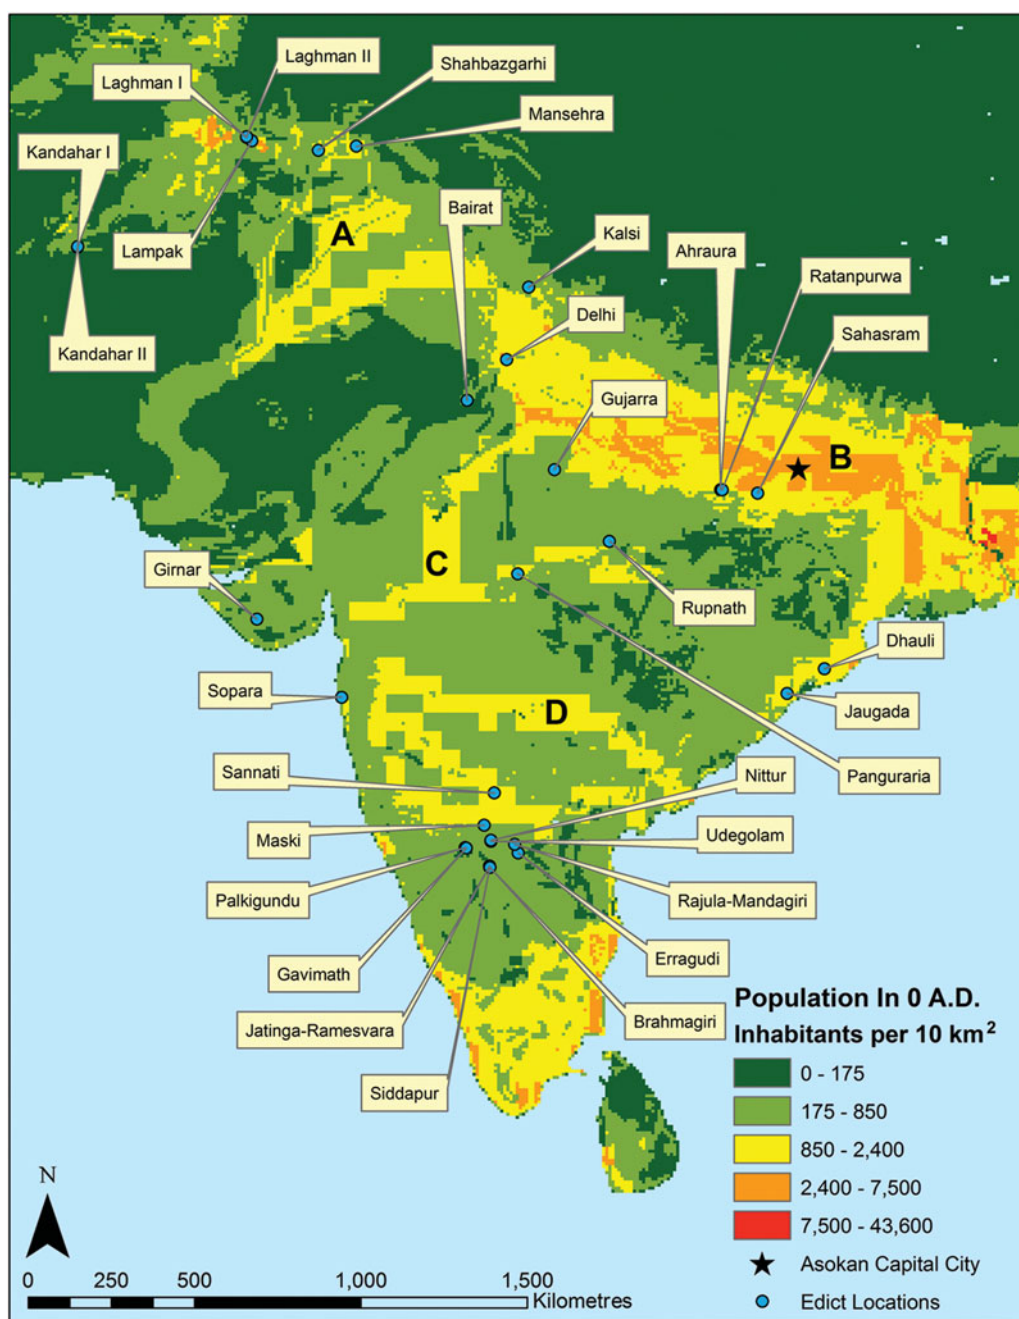 Laghman II
Shahbazgarhi
Laghman I
Mansehra
Kandahar I
Bairat
Kalsi
Lampak
Ahraura
Ratanpurwa
Kandahar II
Delhi
Sahasram
Gujarra
A
B
C
D
Girnar
Rupnath
Dhauli
Sopara
Jaugada
Sannati
Nittur
Panguraria
Maski
Udegolam
Palkigundu
Rajula-Mandagiri
Gavimath
Erragudi
Jatinga-Ramesvara
Brahmagiri
Siddapur
Population In 0 A.D.
Inhabitants per 10 km²
0 - 175
175 - 850
850 - 2,400
2,400 - 7,500
7,500 - 43,600
Asokan Capital City
Edict Locations
N
0 250 500 1,000 1,500
Kilometres